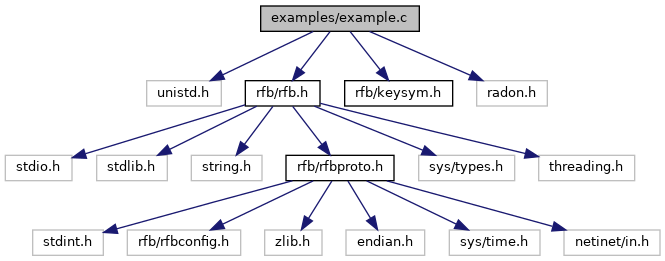 examples/example.c
unistd.h
rfb/rfb.h
rfb/keysym.h
radon.h
stdio.h
stdlib.h
string.h
rfb/rfbproto.h
sys/types.h
threading.h
stdint.h
rfb/rfbconfig.h
zlib.h
endian.h
sys/time.h
netinet/in.h